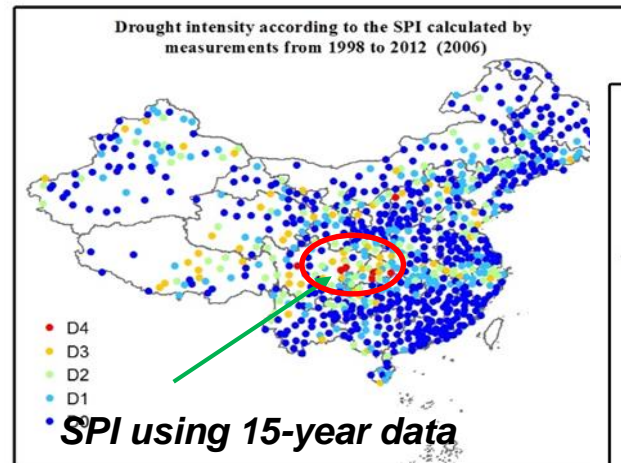 Drought intensity according to the SPI calculated by
measurements from 1998 to 2012 (2006)
D4
D3
D2
D1
SPI using 15-year data